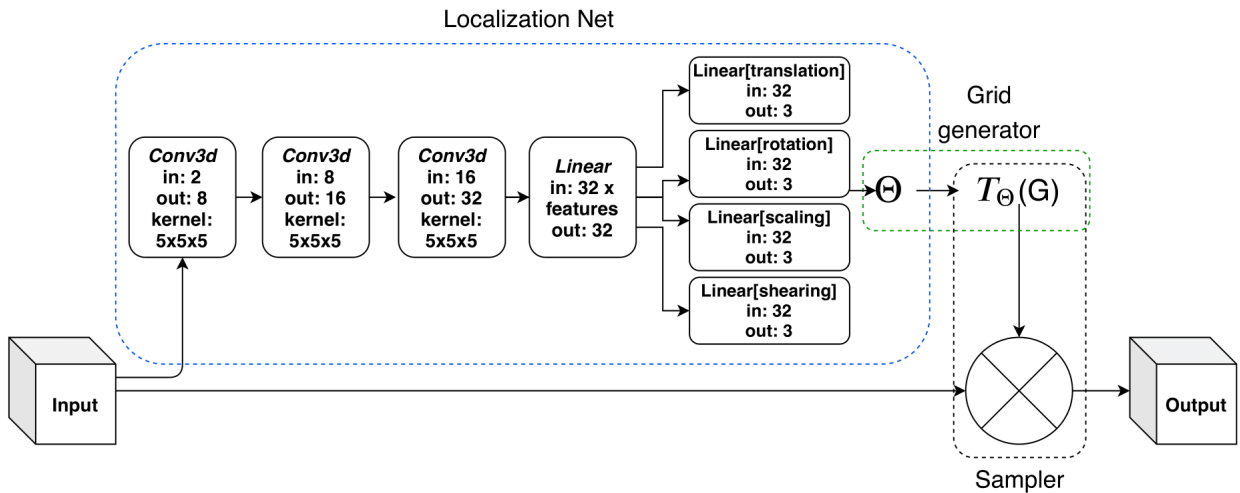 Localization Net
Conv3d
in: 2
out: 8
kernel:
5x5x5
Conv3d
in: 8
out: 16
kernel:
5x5x5
Conv3d
in: 16
out: 32
kernel:
5x5x5
Linear
in: 32 x
features
out: 32
Linear[translation]
in: 32
out: 3
Linear[rotation]
in: 32
out: 3
Linear[scaling]
in: 32
out: 3
Linear[shearing]
in: 32
out: 3
Θ
Grid
generator
T_Θ(G)
Input
Output
Sampler